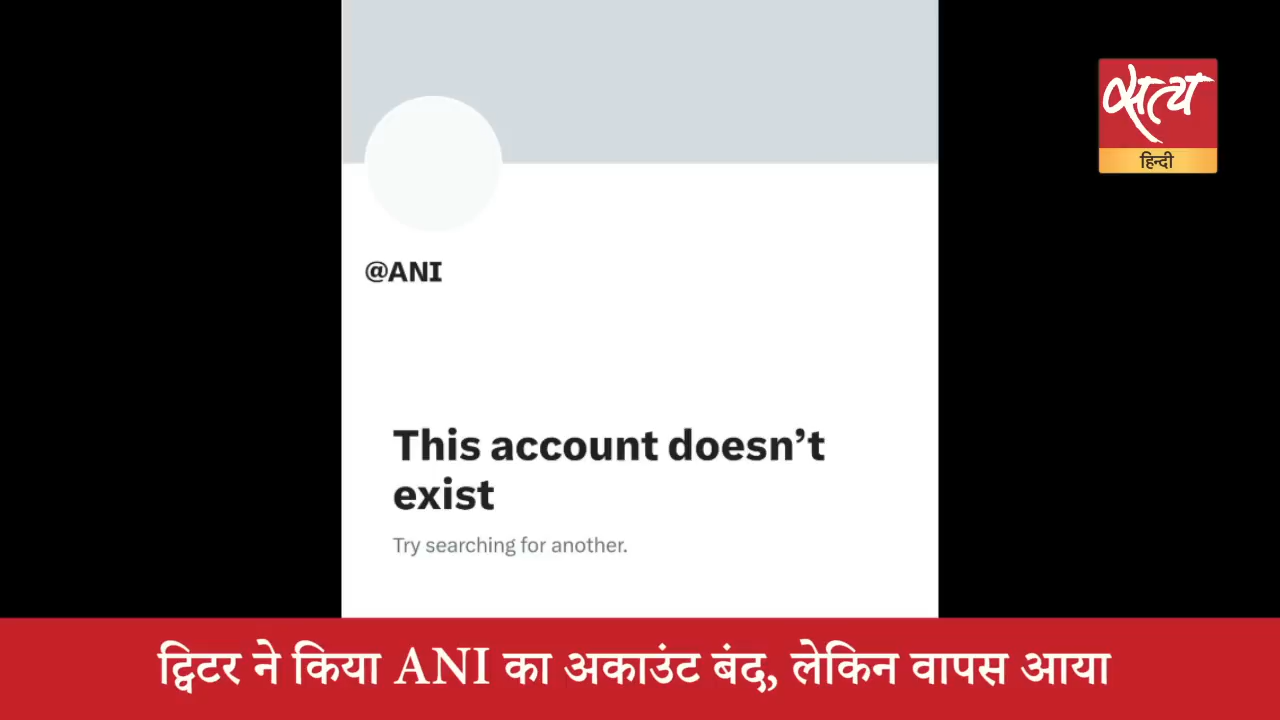 सत्य
हिन्दी
@ANI
This account doesn’t
exist
Try searching for another.
ट्विटर ने किया ANI का अकाउंट बंद, लेकिन वापस आया